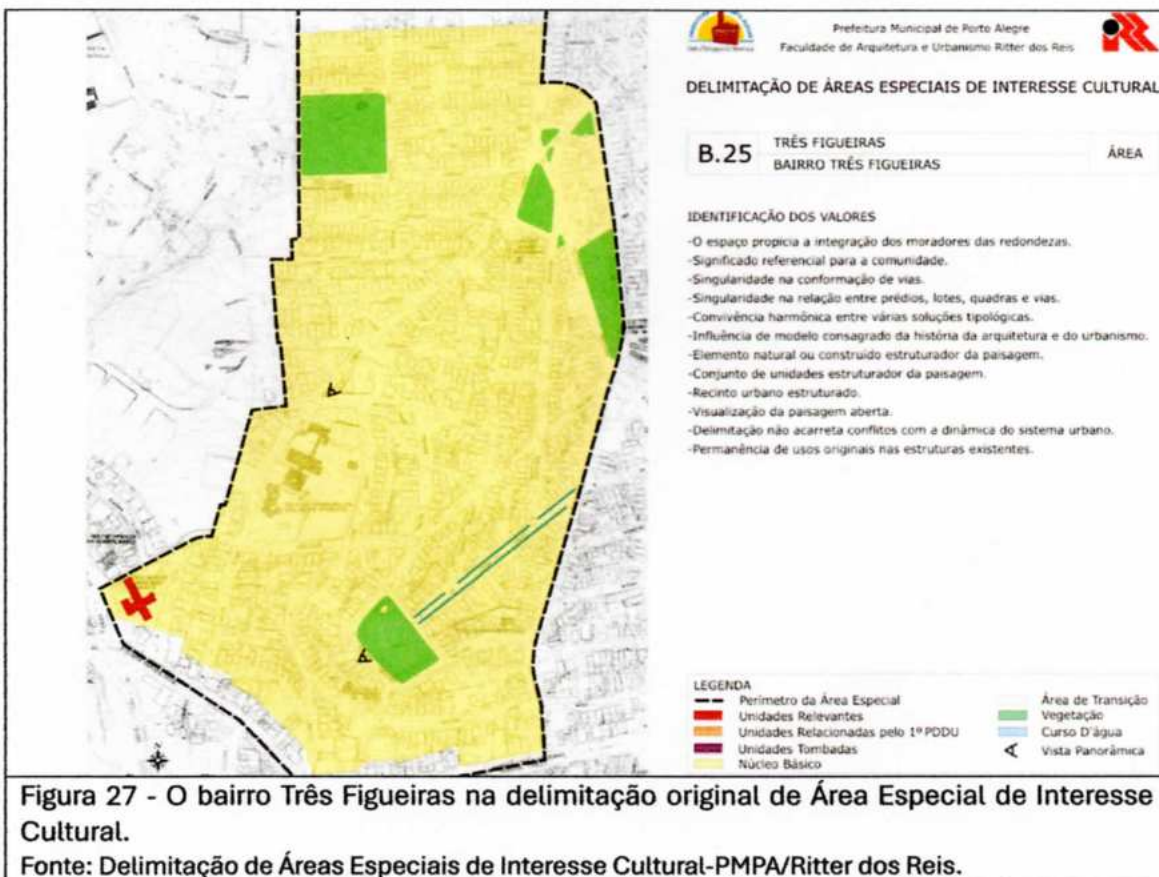 Prefeitura Municipal de Porto Alegre
Faculdade de Arquitetura e Urbanismo Ritter dos Reis
DELIMITAÇÃO DE ÁREAS ESPECIAIS DE INTERESSE CULTURAL
B.25
TRÊS FIGUEIRAS
BAIRRO TRÊS FIGUEIRAS
ÁREA
IDENTIFICAÇÃO DOS VALORES
-O espaço propicia a integração dos moradores das redondezas.
-Significado referencial para a comunidade.
-Singularidade na conformação de vias.
-Singularidade na relação entre prédios, lotes, quadras e vias.
-Convivência harmônica entre várias soluções tipológicas.
-Influência de modelo consagrado da história da arquitetura e do urbanismo.
-Elemento natural ou construído estruturador da paisagem.
-Conjunto de unidades estruturador da paisagem.
-Recinto urbano estruturado.
-Visualização da paisagem aberta.
-Delimitação não acarreta conflitos com a dinâmica do sistema urbano.
-Permanência de usos originais nas estruturas existentes.
LEGENDA
Perímetro da Área Especial
Unidades Relevantes
Unidades Relacionadas pelo 1º PDDU
Unidades Tombadas
Núcleo Básico
Área de Transição
Vegetação
Curso D'água
Vista Panorâmica
Figura 27 - O bairro Três Figueiras na delimitação original de Área Especial de Interesse
Cultural.
Fonte: Delimitação de Áreas Especiais de Interesse Cultural-PMPA/Ritter dos Reis.